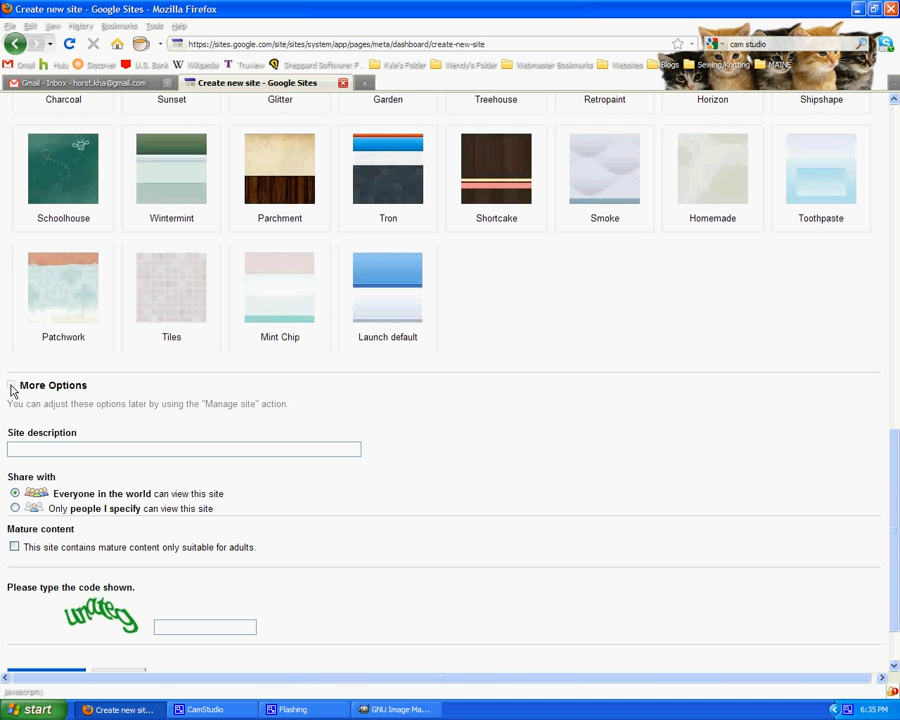 Create new site - Google Sites - Mozilla Firefox
File Edit View History Bookmarks Tools Help
https://sites.google.com/site/sites/system/app/pages/meta/dashboard/create-new-site
cam studio
Gmail Hulu Discover U.S. Bank Wikipedia Truview Sheppard Software: P... Kyle's Folder Wendy's Folder Webmaster Bookmarks Websites Blogs Sewing/Knitting MAINE
Gmail - Inbox - horst.kha@gmail.com
Create new site - Google Sites
Charcoal Sunset Glitter Garden Treehouse Retropaint Horizon Shipshape
Schoolhouse Wintermint Parchment Tron Shortcake Smoke Homemade Toothpaste
Patchwork Tiles Mint Chip Launch default
More Options
You can adjust these options later by using the "Manage site" action.
Site description
Share with
Everyone in the world can view this site
Only people I specify can view this site
Mature content
This site contains mature content only suitable for adults.
Please type the code shown.
javascript:;
start Create new sit... CamStudio Flashing GNU Image Ma... 6:35 PM